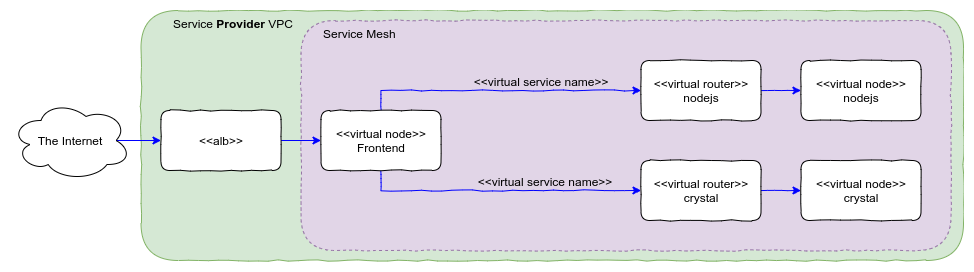 Service Provider VPC
Service Mesh
The Internet
<<alb>>
<<virtual node>>
Frontend
<<virtual service name>>
<<virtual router>>
nodejs
<<virtual node>>
nodejs
<<virtual service name>>
<<virtual router>>
crystal
<<virtual node>>
crystal